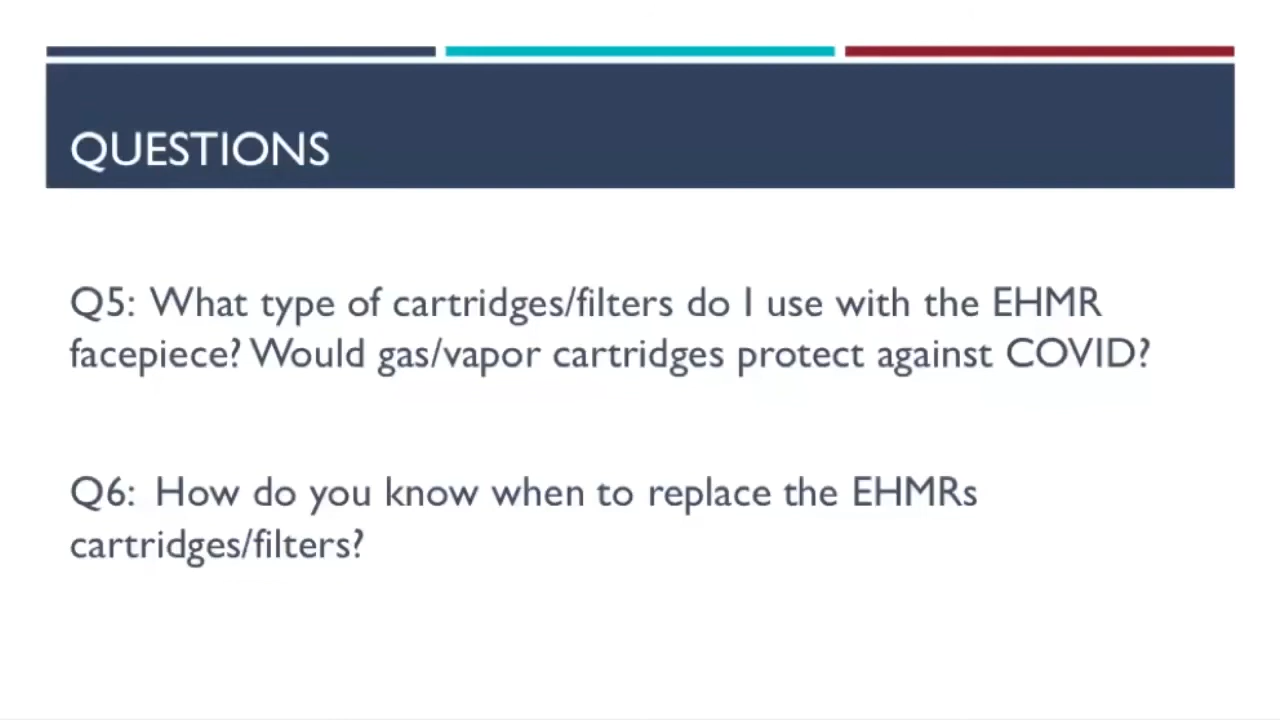 QUESTIONS
Q5: What type of cartridges/filters do I use with the EHMR
facepiece? Would gas/vapor cartridges protect against COVID?
Q6: How do you know when to replace the EHMRs
cartridges/filters?